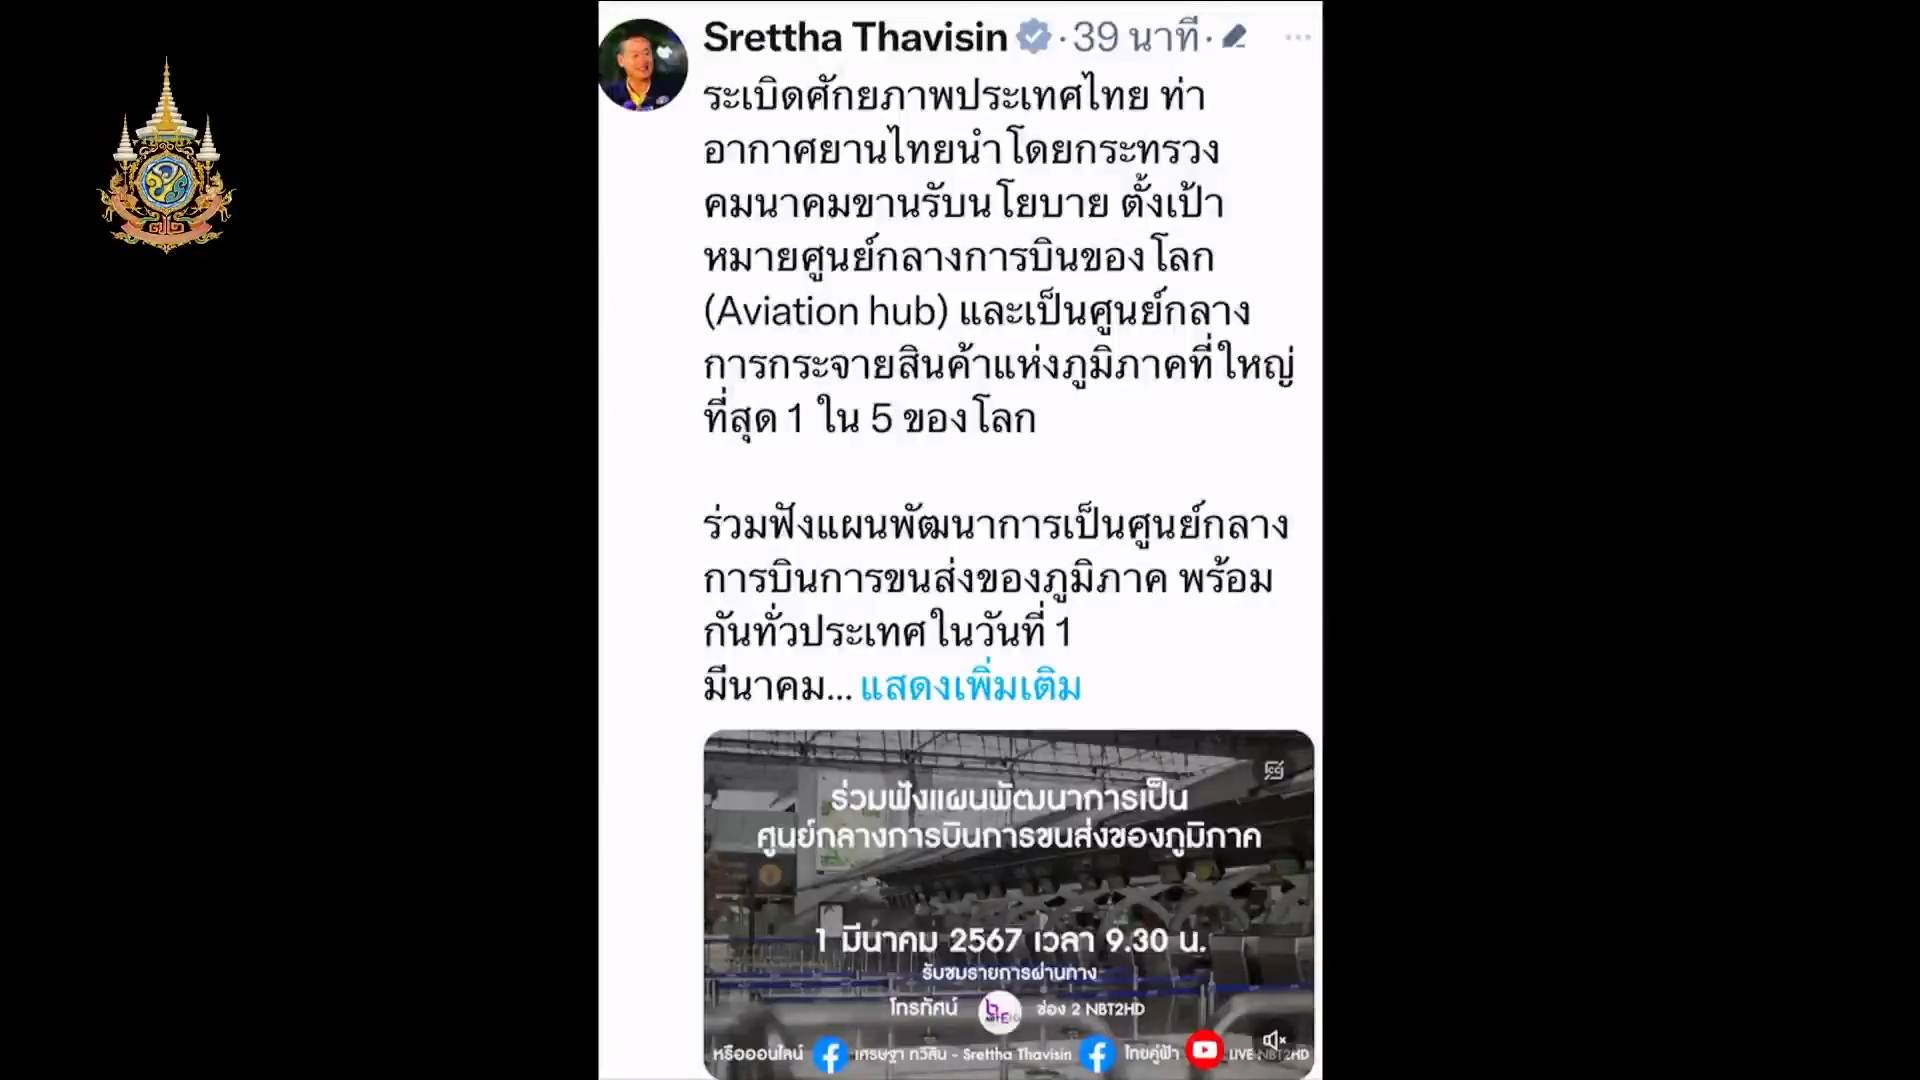 Srettha Thavisin · 39 นาที ·
ระเบิดศักยภาพประเทศไทย ท่า
อากาศยานไทยนำโดยกระทรวง
คมนาคมขานรับนโยบาย ตั้งเป้า
หมายศูนย์กลางการบินของโลก
(Aviation hub) และเป็นศูนย์กลาง
การกระจายสินค้าแห่งภูมิภาคที่ใหญ่
ที่สุด 1 ใน 5 ของโลก
ร่วมฟังแผนพัฒนาการเป็นศูนย์กลาง
การบินการขนส่งของภูมิภาค พร้อม
กันทั่วประเทศในวันที่ 1
มีนาคม... แสดงเพิ่มเติม
ร่วมฟังแผนพัฒนาการเป็น
ศูนย์กลางการบินการขนส่งของภูมิภาค
1 มีนาคม 2567 เวลา 9.30 น.
รับชมรายการผ่านทาง
โทรทัศน์ ช่อง 2 NBT2HD
หรือออนไลน์ เศรษฐา ทวีสิน - Srettha Thavisin ไทยคู่ฟ้า LIVE NBT2HD
๗๒